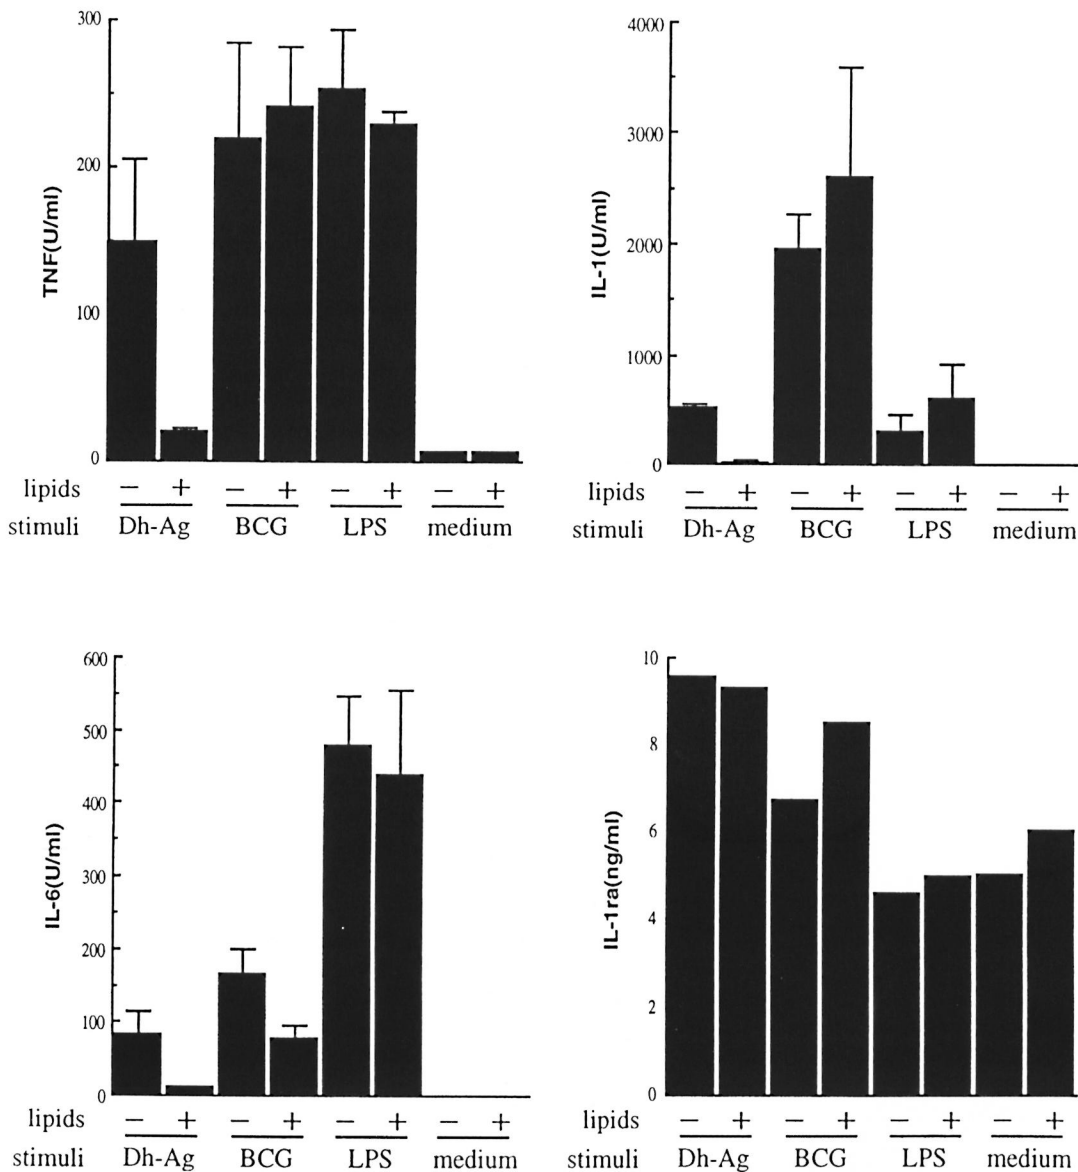 300
200
100
0
TNF(U/ml)
lipids − + − + − + − +
stimuli Dh-Ag BCG LPS medium
4000
3000
2000
1000
0
IL-1(U/ml)
lipids − + − + − + − +
stimuli Dh-Ag BCG LPS medium
600
500
400
300
200
100
0
IL-6(U/ml)
lipids − + − + − + − +
stimuli Dh-Ag BCG LPS medium
10
8
6
4
2
0
IL-1ra(ng/ml)
lipids − + − + − + − +
stimuli Dh-Ag BCG LPS medium